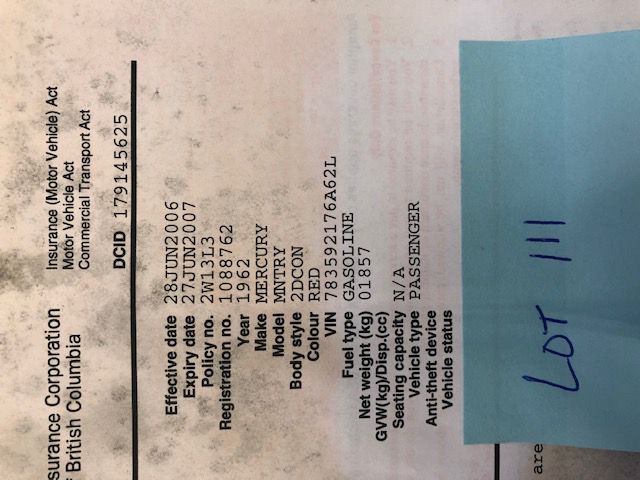 surance Corporation
British Columbia
Insurance (Motor Vehicle) Act
Motor Vehicle Act
Commercial Transport Act
DCID 179145625
Effective date 28JUN2006
Expiry date 27JUN2007
Policy no. 2W13L3
Registration no. 1088762
Year 1962
Make MERCURY
Model MNTRY
Body style 2DCON
Colour RED
VIN 783592176A62L
Fuel type GASOLINE
Net weight (kg) 01857
GVW(kg)/Disp.(cc)
Seating capacity N/A
Vehicle type PASSENGER
Anti-theft device
Vehicle status
are
LOT 111